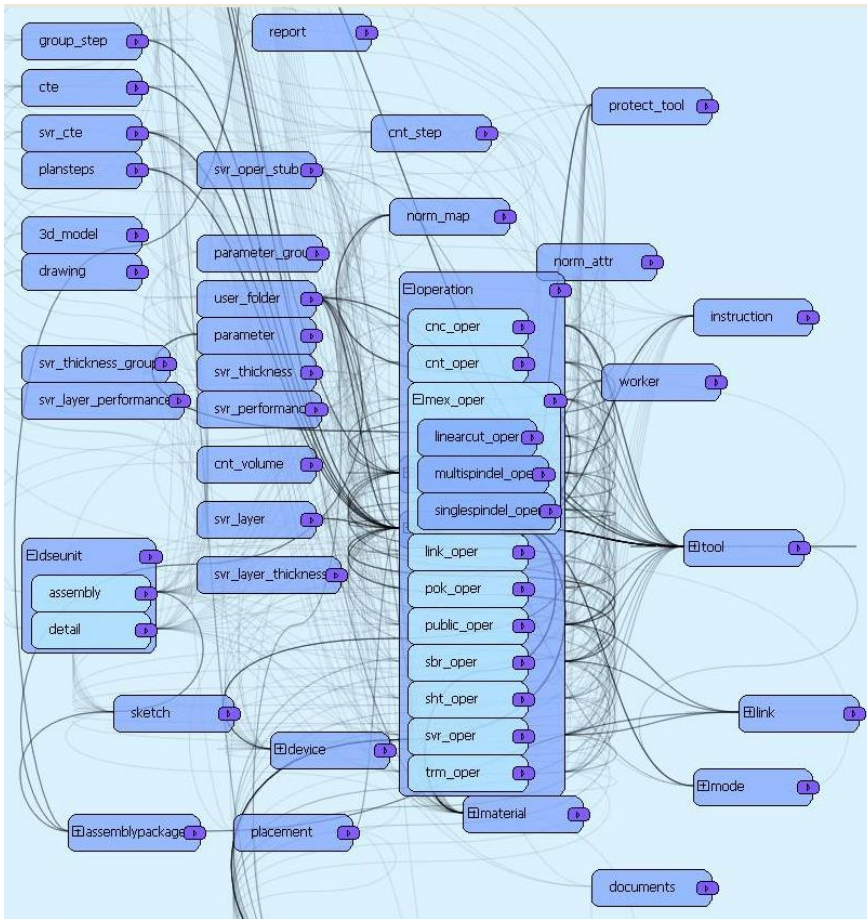 group_step
report
cte
protect_tool
svr_cte
cnt_step
plansteps
svr_oper_stub
norm_map
3d_model
parameter_grou
norm_attr
drawing
operation
user_folder
cnc_oper
instruction
parameter
svr_thickness_group
cnt_oper
svr_thickness
worker
svr_layer_performance
mex_oper
svr_performanc
linearcut_oper
cnt_volume
multispindel_ope
svr_layer
singlespindel_oper
dseunit
link_oper
tool
assembly
svr_layer_thickness
pok_oper
detail
public_oper
sbr_oper
sketch
sht_oper
link
device
svr_oper
trm_oper
mode
assemblypackage
placement
material
documents